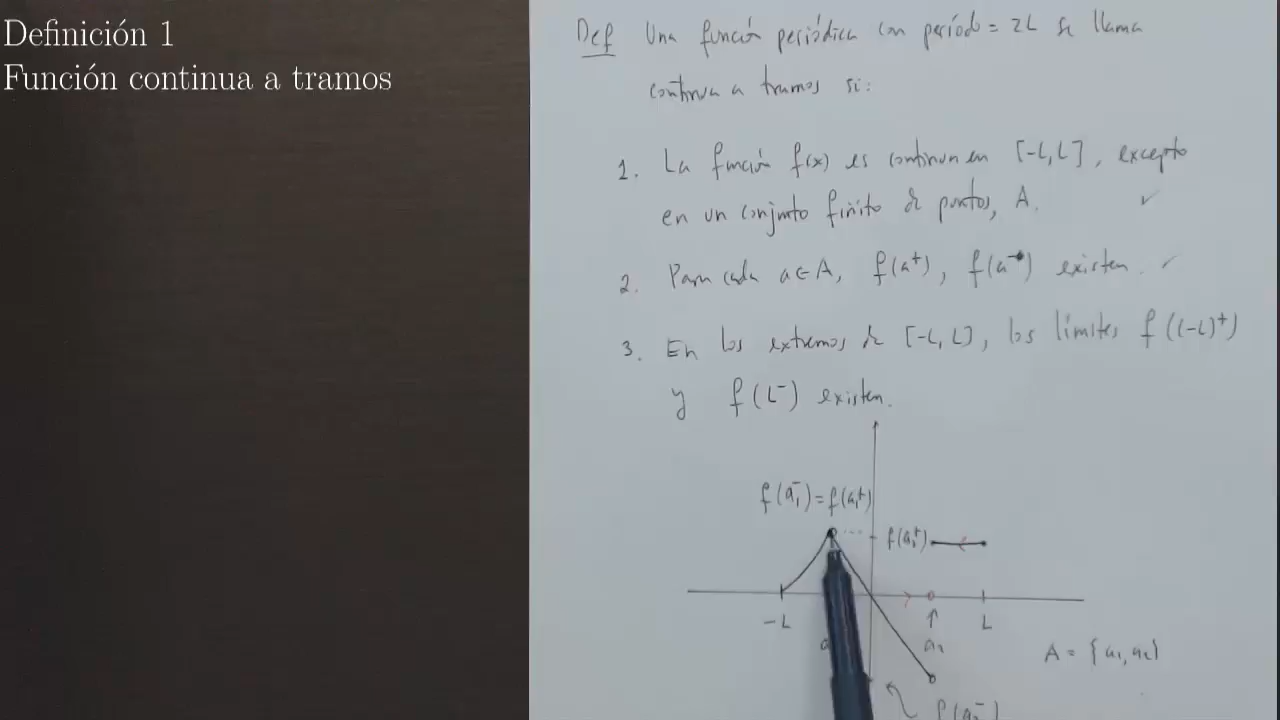 Definición 1
Función continua a tramos
Def Una función periódica con período = 2L se llama
continua a tramos si:
1. La función f(x) es continua en [-L, L], excepto
en un conjunto finito de puntos, A. ✓
2. Para cada a ∈ A, f(a⁺), f(a⁻) existen. ✓
3. En los extremos de [-L, L], los límites f((-L)⁺)
y f(L⁻) existen.
f(a₁⁻) = f(a₁⁺)
f(a₂⁺)
-L
L
a₂
A = {a₁, a₂}
f(a₂⁻)